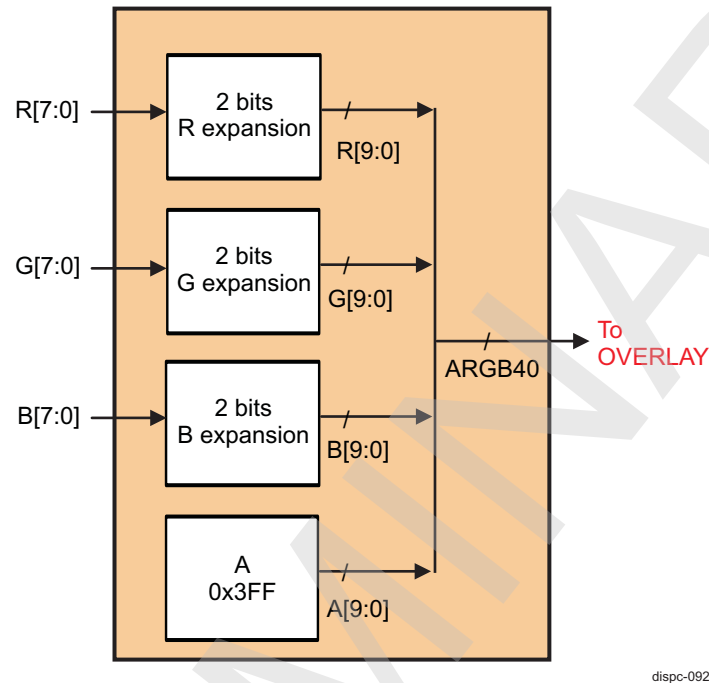 R[7:0]
2 bits
R expansion
R[9:0]
G[7:0]
2 bits
G expansion
G[9:0]
To
OVERLAY
ARGB40
B[7:0]
2 bits
B expansion
B[9:0]
A
0x3FF
A[9:0]
dispc-092